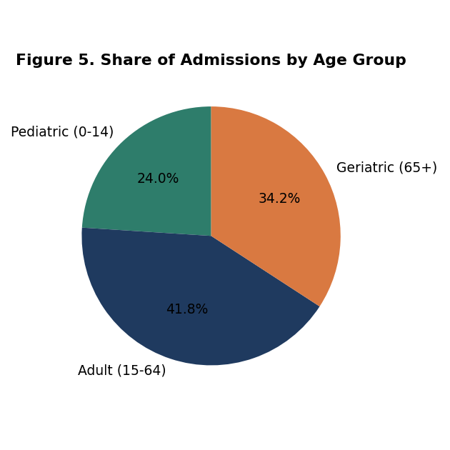 Figure 5. Share of Admissions by Age Group
Pediatric (0-14)
Geriatric (65+)
24.0%
34.2%
41.8%
Adult (15-64)